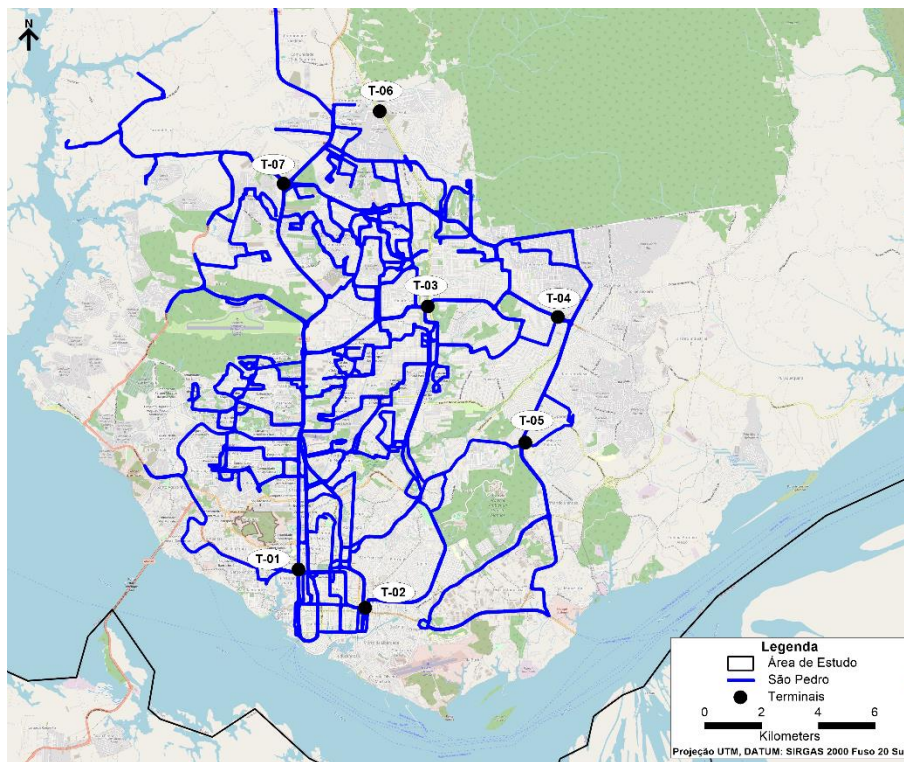 N
T-06
T-07
T-03
T-04
T-05
T-01
T-02
Legenda
Área de Estudo
São Pedro
Terminais
0 2 4 6
Kilometers
Projeção UTM, DATUM: SIRGAS 2000 Fuso 20 Su